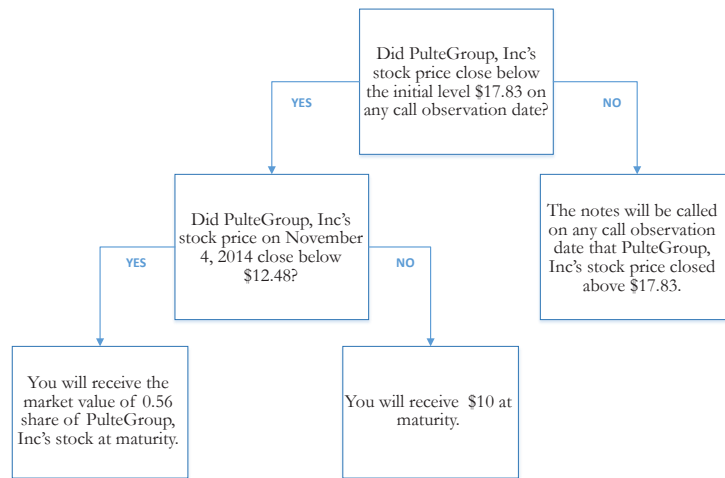 Did PulteGroup, Inc's
stock price close below
the initial level $17.83 on
any call observation date?
YES
NO
Did PulteGroup, Inc's
stock price on November
4, 2014 close below
$12.48?
The notes will be called
on any call observation
date that PulteGroup,
Inc's stock price closed
above $17.83.
YES
NO
You will receive the
market value of 0.56
share of PulteGroup,
Inc's stock at maturity.
You will receive $10 at
maturity.